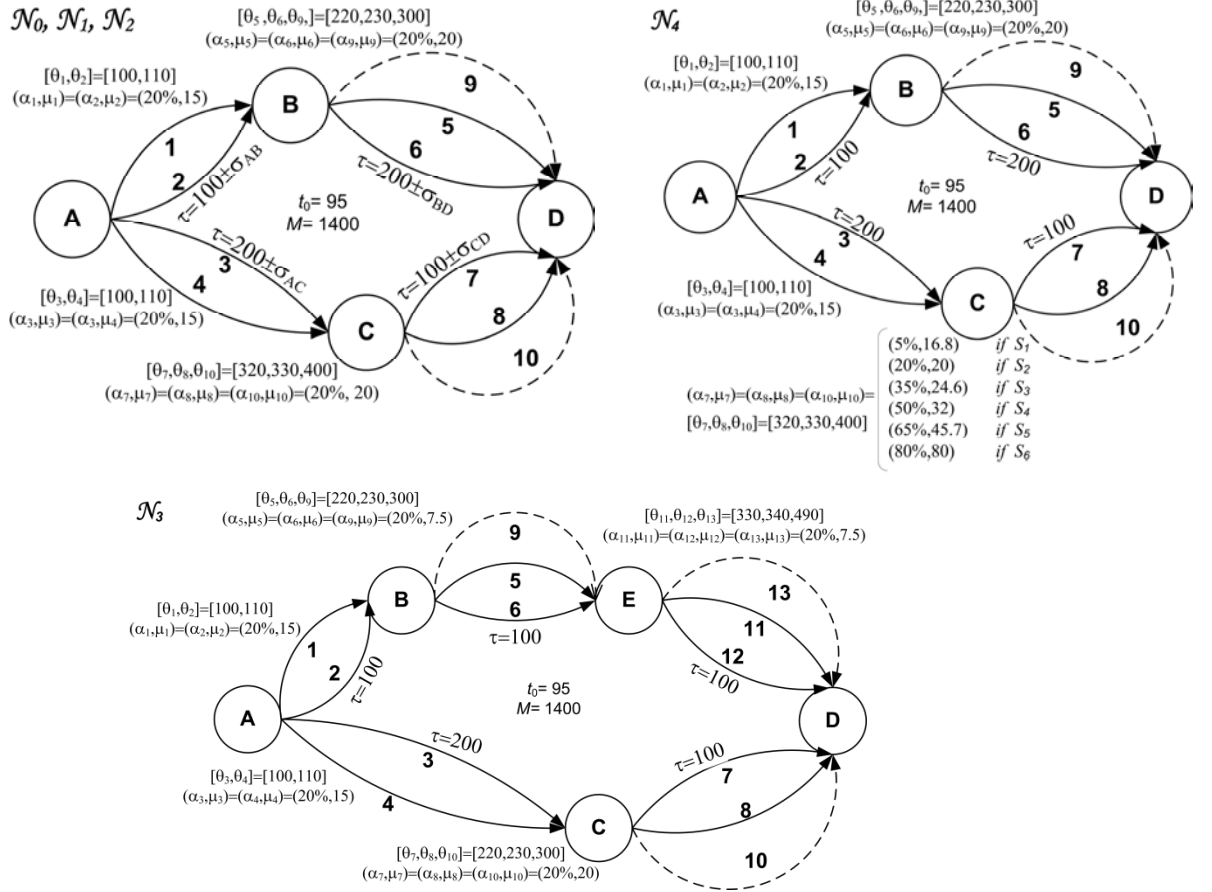 𝒩₀, 𝒩₁, 𝒩₂
[θ₅,θ₆,θ₉,]=[220,230,300]
(α₅,μ₅)=(α₆,μ₆)=(α₉,μ₉)=(20%,20)
[θ₁,θ₂]=[100,110]
(α₁,μ₁)=(α₂,μ₂)=(20%,15)
B
9
5
6
1
2
τ=100±σAB
τ=200±σBD
A
t₀= 95
M= 1400
D
τ=200±σAC
3
4
τ=100±σCD
7
8
10
C
[θ₃,θ₄]=[100,110]
(α₃,μ₃)=(α₃,μ₄)=(20%,15)
[θ₇,θ₈,θ₁₀]=[320,330,400]
(α₇,μ₇)=(α₈,μ₈)=(α₁₀,μ₁₀)=(20%, 20)
𝒩₄
[θ₅,θ₆,θ₉,]=[220,230,300]
(α₅,μ₅)=(α₆,μ₆)=(α₉,μ₉)=(20%,20)
[θ₁,θ₂]=[100,110]
(α₁,μ₁)=(α₂,μ₂)=(20%,15)
B
9
5
6
1
2
τ=100
τ=200
A
t₀= 95
M= 1400
D
τ=200
3
4
τ=100
7
8
10
C
[θ₃,θ₄]=[100,110]
(α₃,μ₃)=(α₃,μ₄)=(20%,15)
(5%,16.8) if S₁
(20%,20) if S₂
(α₇,μ₇)=(α₈,μ₈)=(α₁₀,μ₁₀)= (35%,24.6) if S₃
[θ₇,θ₈,θ₁₀]=[320,330,400] (50%,32) if S₄
(65%,45.7) if S₅
(80%,80) if S₆
𝒩₃
[θ₅,θ₆,θ₉,]=[220,230,300]
(α₅,μ₅)=(α₆,μ₆)=(α₉,μ₉)=(20%,7.5)
[θ₁₁,θ₁₂,θ₁₃]=[330,340,490]
(α₁₁,μ₁₁)=(α₁₂,μ₁₂)=(α₁₃,μ₁₃)=(20%,7.5)
[θ₁,θ₂]=[100,110]
(α₁,μ₁)=(α₂,μ₂)=(20%,15)
B
9
5
6
τ=100
E
13
11
12
τ=100
1
2
τ=100
A
t₀= 95
M= 1400
D
τ=200
3
4
τ=100
7
8
10
C
[θ₃,θ₄]=[100,110]
(α₃,μ₃)=(α₄,μ₄)=(20%,15)
[θ₇,θ₈,θ₁₀]=[220,230,300]
(α₇,μ₇)=(α₈,μ₈)=(α₁₀,μ₁₀)=(20%,20)